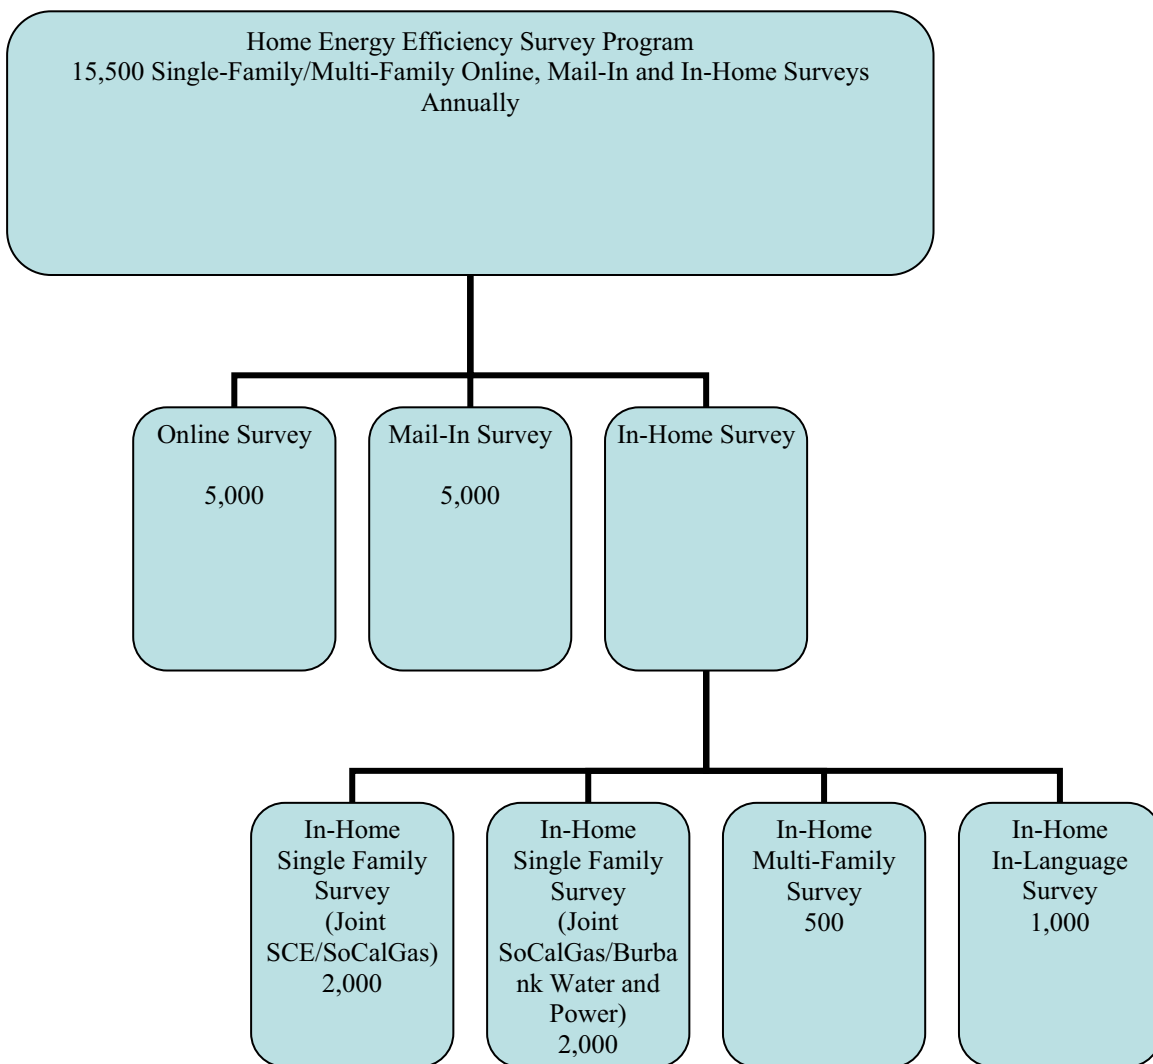 Home Energy Efficiency Survey Program
15,500 Single-Family/Multi-Family Online, Mail-In and In-Home Surveys
Annually
Online Survey
5,000
Mail-In Survey
5,000
In-Home Survey
In-Home
Single Family
Survey
(Joint
SCE/SoCalGas)
2,000
In-Home
Single Family
Survey
(Joint
SoCalGas/Burba
nk Water and
Power)
2,000
In-Home
Multi-Family
Survey
500
In-Home
In-Language
Survey
1,000